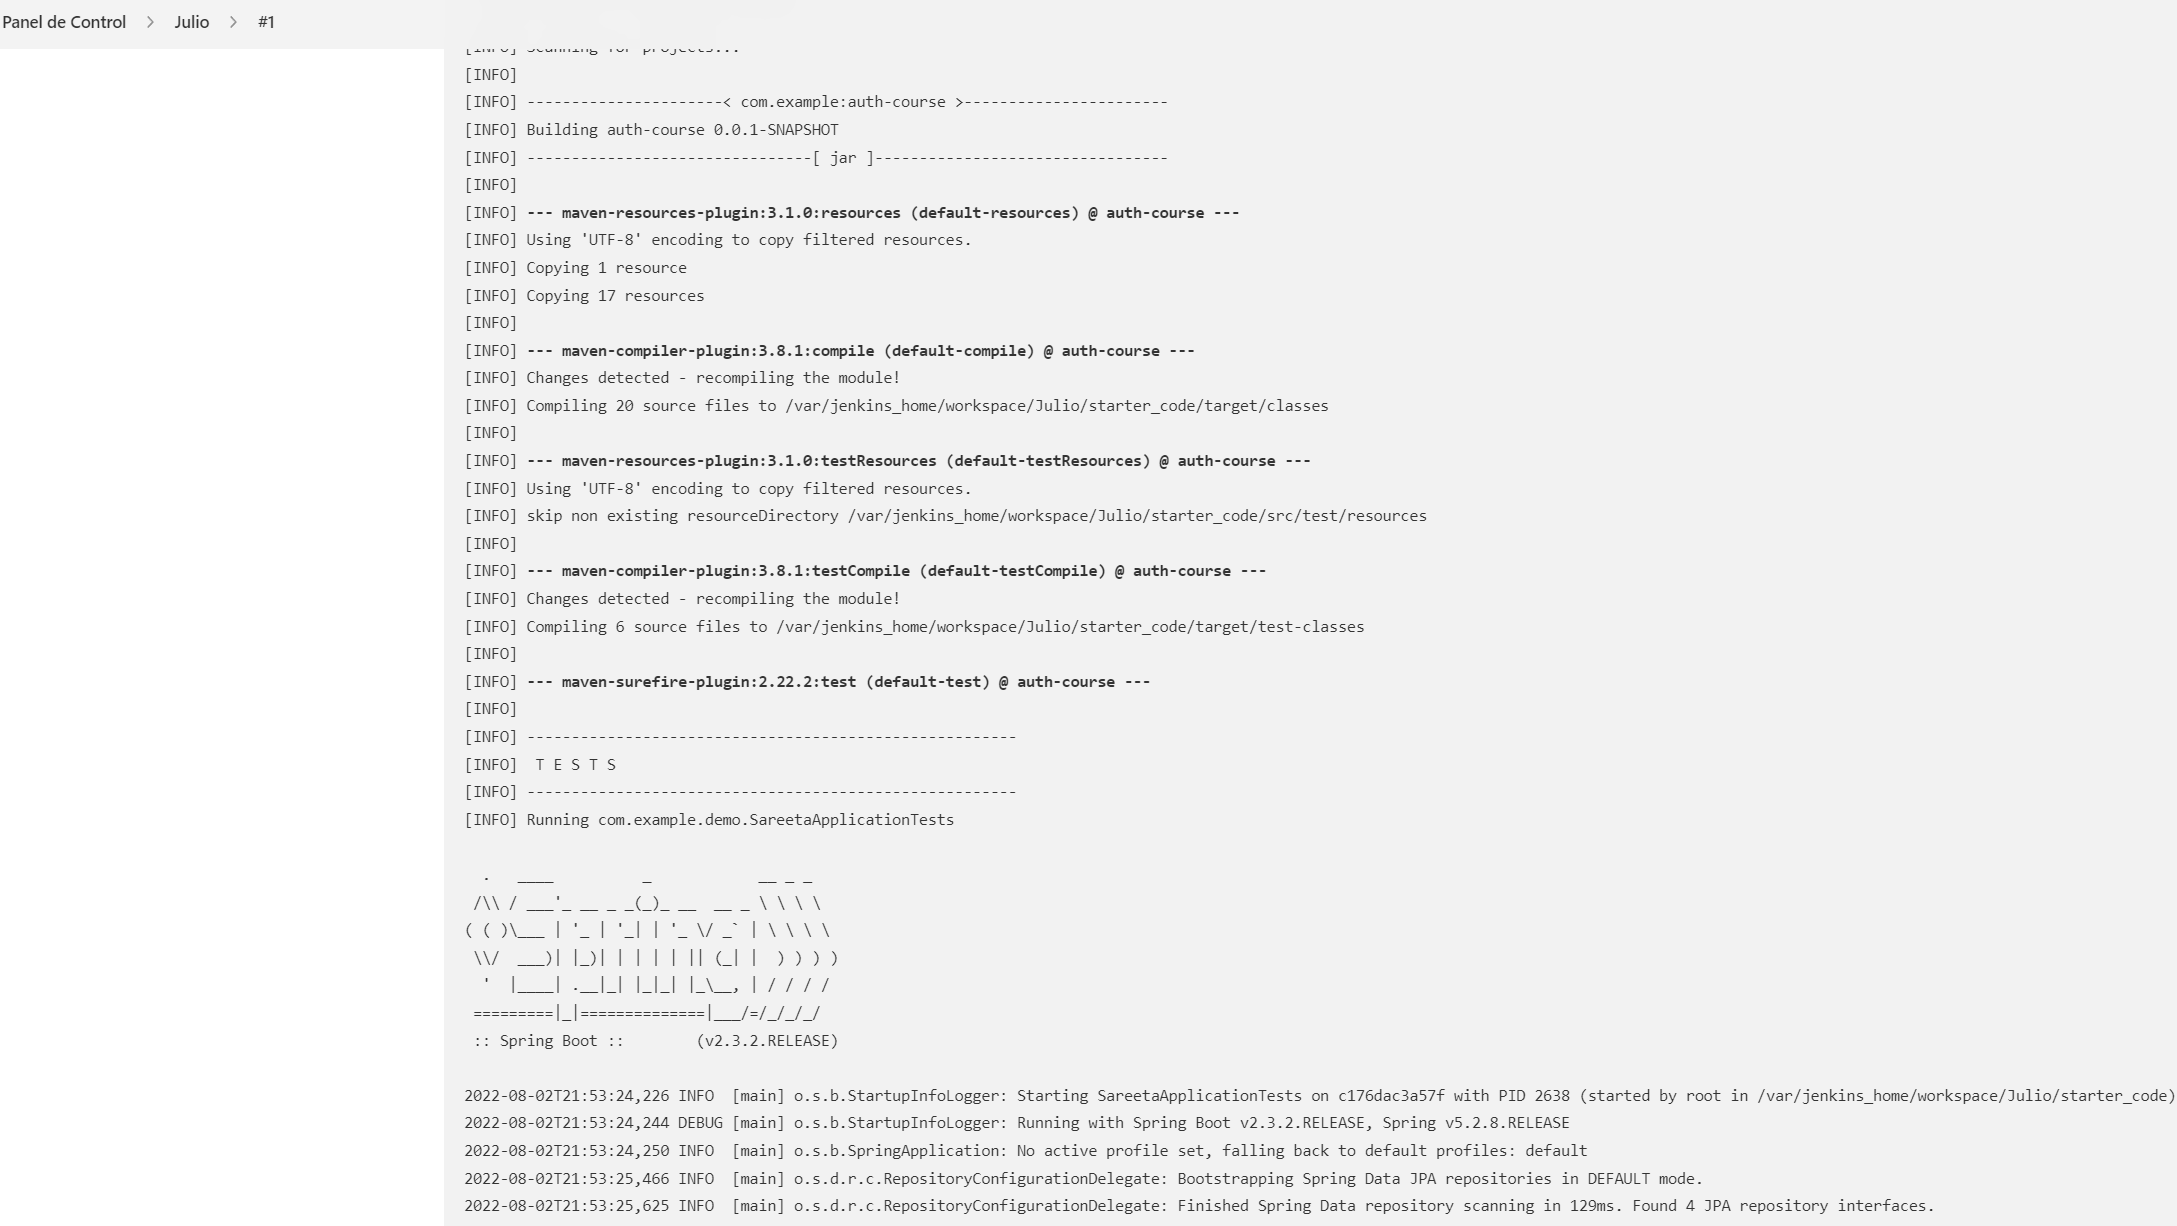 Panel de Control > Julio > #1
[INFO] Scanning for projects...
[INFO]
[INFO] ----------------------< com.example:auth-course >-----------------------
[INFO] Building auth-course 0.0.1-SNAPSHOT
[INFO] --------------------------------[ jar ]---------------------------------
[INFO]
[INFO] --- maven-resources-plugin:3.1.0:resources (default-resources) @ auth-course ---
[INFO] Using 'UTF-8' encoding to copy filtered resources.
[INFO] Copying 1 resource
[INFO] Copying 17 resources
[INFO]
[INFO] --- maven-compiler-plugin:3.8.1:compile (default-compile) @ auth-course ---
[INFO] Changes detected - recompiling the module!
[INFO] Compiling 20 source files to /var/jenkins_home/workspace/Julio/starter_code/target/classes
[INFO]
[INFO] --- maven-resources-plugin:3.1.0:testResources (default-testResources) @ auth-course ---
[INFO] Using 'UTF-8' encoding to copy filtered resources.
[INFO] skip non existing resourceDirectory /var/jenkins_home/workspace/Julio/starter_code/src/test/resources
[INFO]
[INFO] --- maven-compiler-plugin:3.8.1:testCompile (default-testCompile) @ auth-course ---
[INFO] Changes detected - recompiling the module!
[INFO] Compiling 6 source files to /var/jenkins_home/workspace/Julio/starter_code/target/test-classes
[INFO]
[INFO] --- maven-surefire-plugin:2.22.2:test (default-test) @ auth-course ---
[INFO]
[INFO] -------------------------------------------------------
[INFO]  T E S T S
[INFO] -------------------------------------------------------
[INFO] Running com.example.demo.SareetaApplicationTests
  .   ____          _            __ _ _
 /\\ / ___'_ __ _ _(_)_ __  __ _ \ \ \ \
( ( )\___ | '_ | '_| | '_ \/ _` | \ \ \ \
 \\/  ___)| |_)| | | | | || (_| |  ) ) ) )
  '  |____| .__|_| |_|_| |_\__, | / / / /
 =========|_|==============|___/=/_/_/_/
 :: Spring Boot ::        (v2.3.2.RELEASE)
2022-08-02T21:53:24,226 INFO  [main] o.s.b.StartupInfoLogger: Starting SareetaApplicationTests on c176dac3a57f with PID 2638 (started by root in /var/jenkins_home/workspace/Julio/starter_code)
2022-08-02T21:53:24,244 DEBUG [main] o.s.b.StartupInfoLogger: Running with Spring Boot v2.3.2.RELEASE, Spring v5.2.8.RELEASE
2022-08-02T21:53:24,250 INFO  [main] o.s.b.SpringApplication: No active profile set, falling back to default profiles: default
2022-08-02T21:53:25,466 INFO  [main] o.s.d.r.c.RepositoryConfigurationDelegate: Bootstrapping Spring Data JPA repositories in DEFAULT mode.
2022-08-02T21:53:25,625 INFO  [main] o.s.d.r.c.RepositoryConfigurationDelegate: Finished Spring Data repository scanning in 129ms. Found 4 JPA repository interfaces.